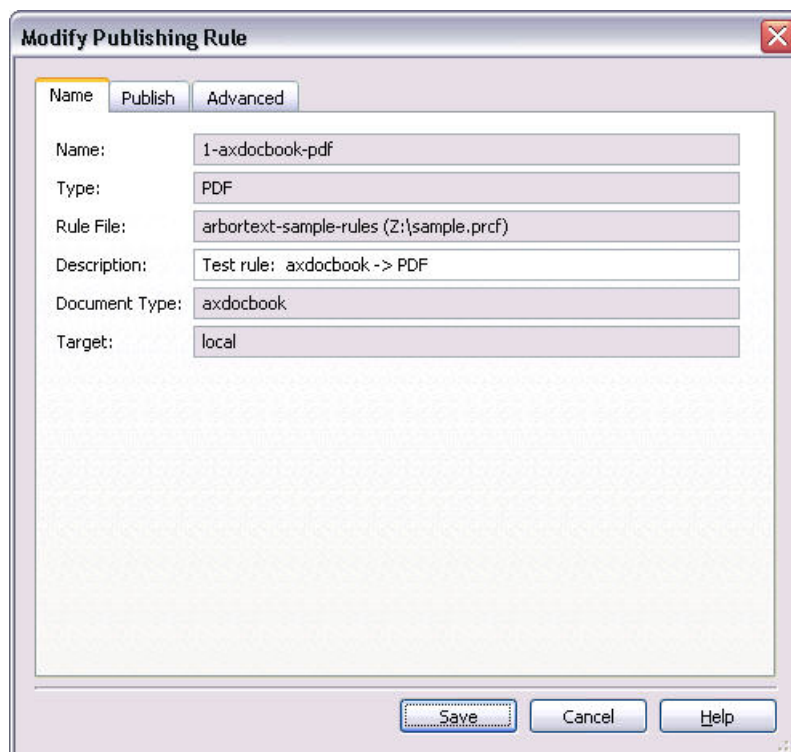 Modify Publishing Rule
Name Publish Advanced
Name: 1-axdocbook-pdf
Type: PDF
Rule File: arbortext-sample-rules (Z:\sample.prcf)
Description: Test rule:  axdocbook -> PDF
Document Type: axdocbook
Target: local
Save Cancel Help